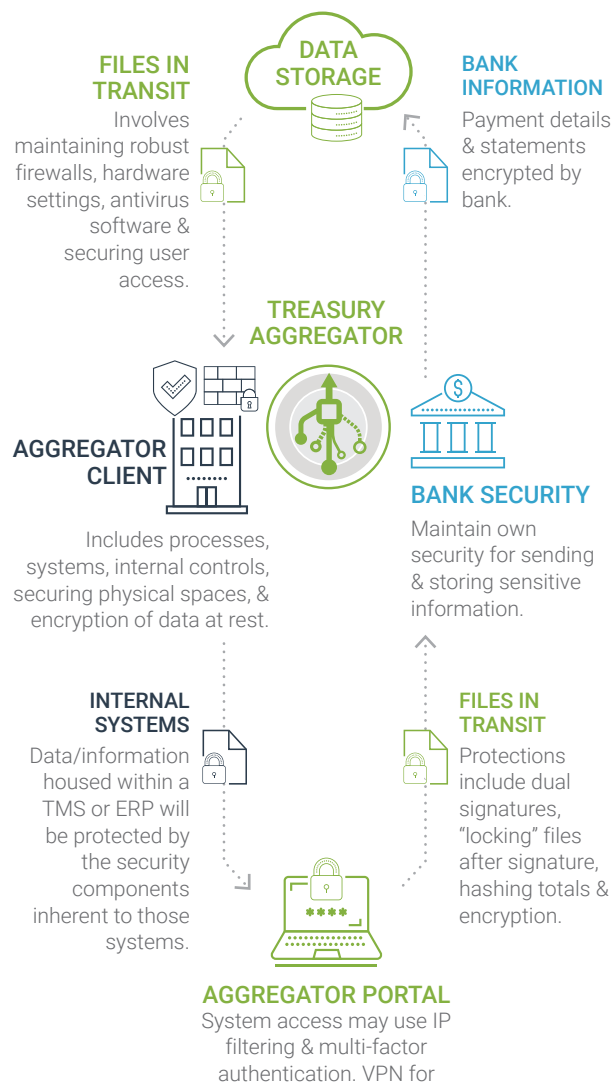 DATA
STORAGE
FILES IN
TRANSIT
Involves
maintaining robust
firewalls, hardware
settings, antivirus
software &
securing user
access.
BANK
INFORMATION
Payment details
& statements
encrypted by
bank.
TREASURY
AGGREGATOR
AGGREGATOR
CLIENT
Includes processes,
systems, internal controls,
securing physical spaces, &
encryption of data at rest.
$
BANK SECURITY
Maintain own
security for sending
& storing sensitive
information.
INTERNAL
SYSTEMS
Data/information
housed within a
TMS or ERP will
be protected by
the security
components
inherent to those
systems.
FILES IN
TRANSIT
Protections
include dual
signatures,
“locking” files
after signature,
hashing totals &
encryption.
****
AGGREGATOR PORTAL
System access may use IP
filtering & multi-factor
authentication. VPN for